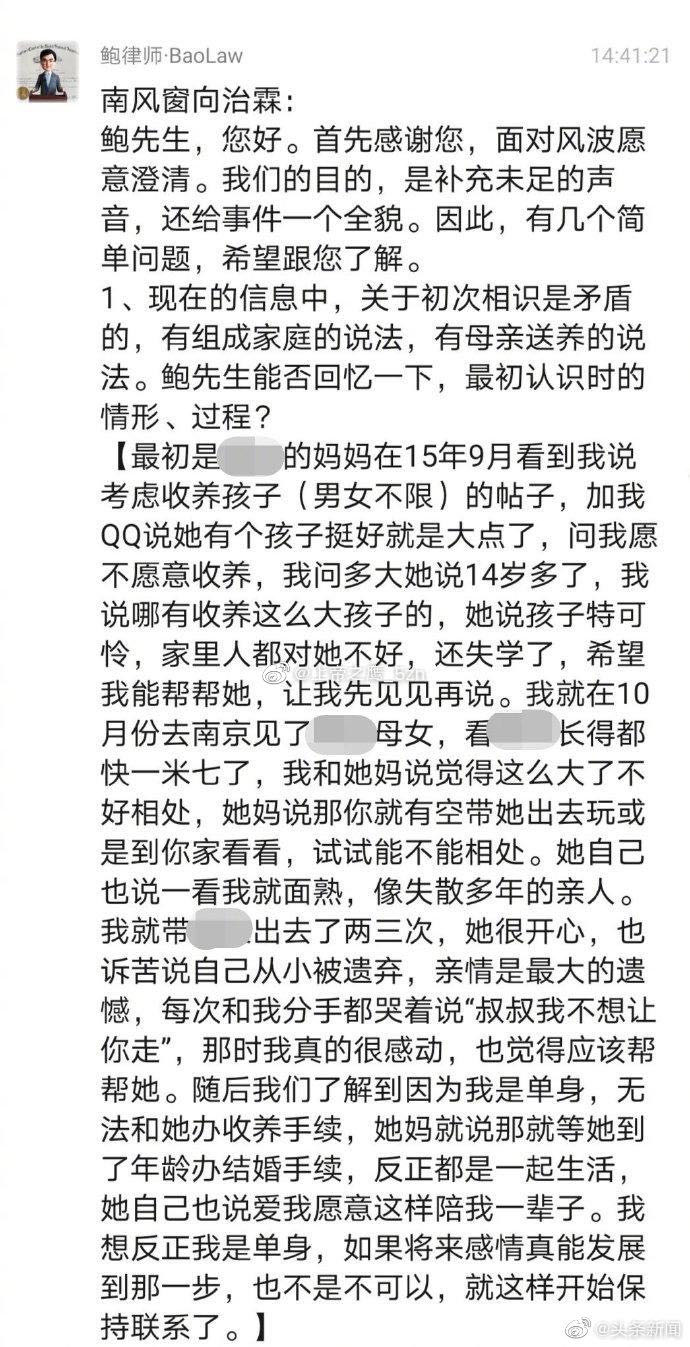 鲍律师·BaoLaw 14:41:21
南风窗向治霖：
鲍先生，您好。首先感谢您，面对风波愿
意澄清。我们的目的，是补充未足的声
音，还给事件一个全貌。因此，有几个简
单问题，希望跟您了解。
1、现在的信息中，关于初次相识是矛盾
的，有组成家庭的说法，有母亲送养的说
法。鲍先生能否回忆一下，最初认识时的
情形、过程？
【最初是 的妈妈在15年9月看到我说
考虑收养孩子（男女不限）的帖子，加我
QQ说她有个孩子挺好就是大点了，问我愿
不愿意收养，我问多大她说14岁多了，我
说哪有收养这么大孩子的，她说孩子特可
怜，家里人都对她不好，还失学了，希望
@上帝之鹰_5zn
我能帮帮她，让我先见见再说。我就在10
月份去南京见了 母女，看 长得都
快一米七了，我和她妈说觉得这么大了不
好相处，她妈说那你就有空带她出去玩或
是到你家看看，试试能不能相处。她自己
也说一看我就面熟，像失散多年的亲人。
我就带 出去了两三次，她很开心，也
诉苦说自己从小被遗弃，亲情是最大的遗
憾，每次和我分手都哭着说“叔叔我不想让
你走”，那时我真的很感动，也觉得应该帮
帮她。随后我们了解到因为我是单身，无
法和她办收养手续，她妈就说那就等她到
了年龄办结婚手续，反正都是一起生活，
她自己也说爱我愿意这样陪我一辈子。我
想反正我是单身，如果将来感情真能发展
到那一步，也不是不可以，就这样开始保
持联系了。】
@头条新闻